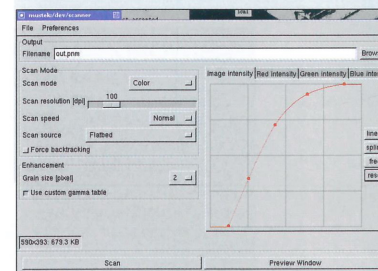 mustek:/dev/scanner
File Preferences
Output
Filename out.pnm Brow
Scan Mode
Scan mode Color
Scan resolution [dpi] 100
Scan speed Normal
Scan source Flatbed
Force backtracking
Enhancement
Grain size [pixel] 2
Use custom gamma table
Image intensity Red intensity Green intensity Blue inte
line
splin
fre
res
590x393: 679.3 KB
Scan Preview Window